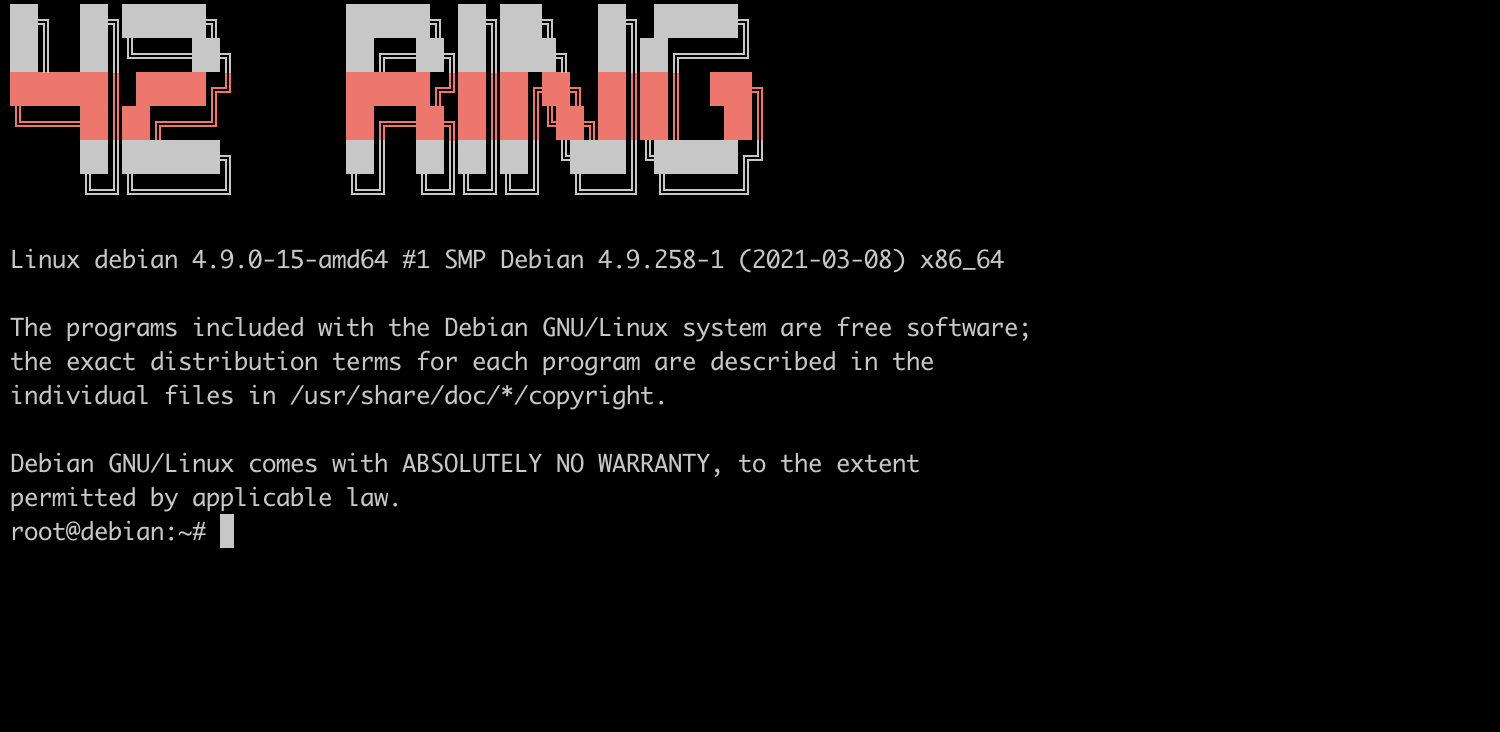 42 RING
Linux debian 4.9.0-15-amd64 #1 SMP Debian 4.9.258-1 (2021-03-08) x86_64
The programs included with the Debian GNU/Linux system are free software;
the exact distribution terms for each program are described in the
individual files in /usr/share/doc/*/copyright.
Debian GNU/Linux comes with ABSOLUTELY NO WARRANTY, to the extent
permitted by applicable law.
root@debian:~#